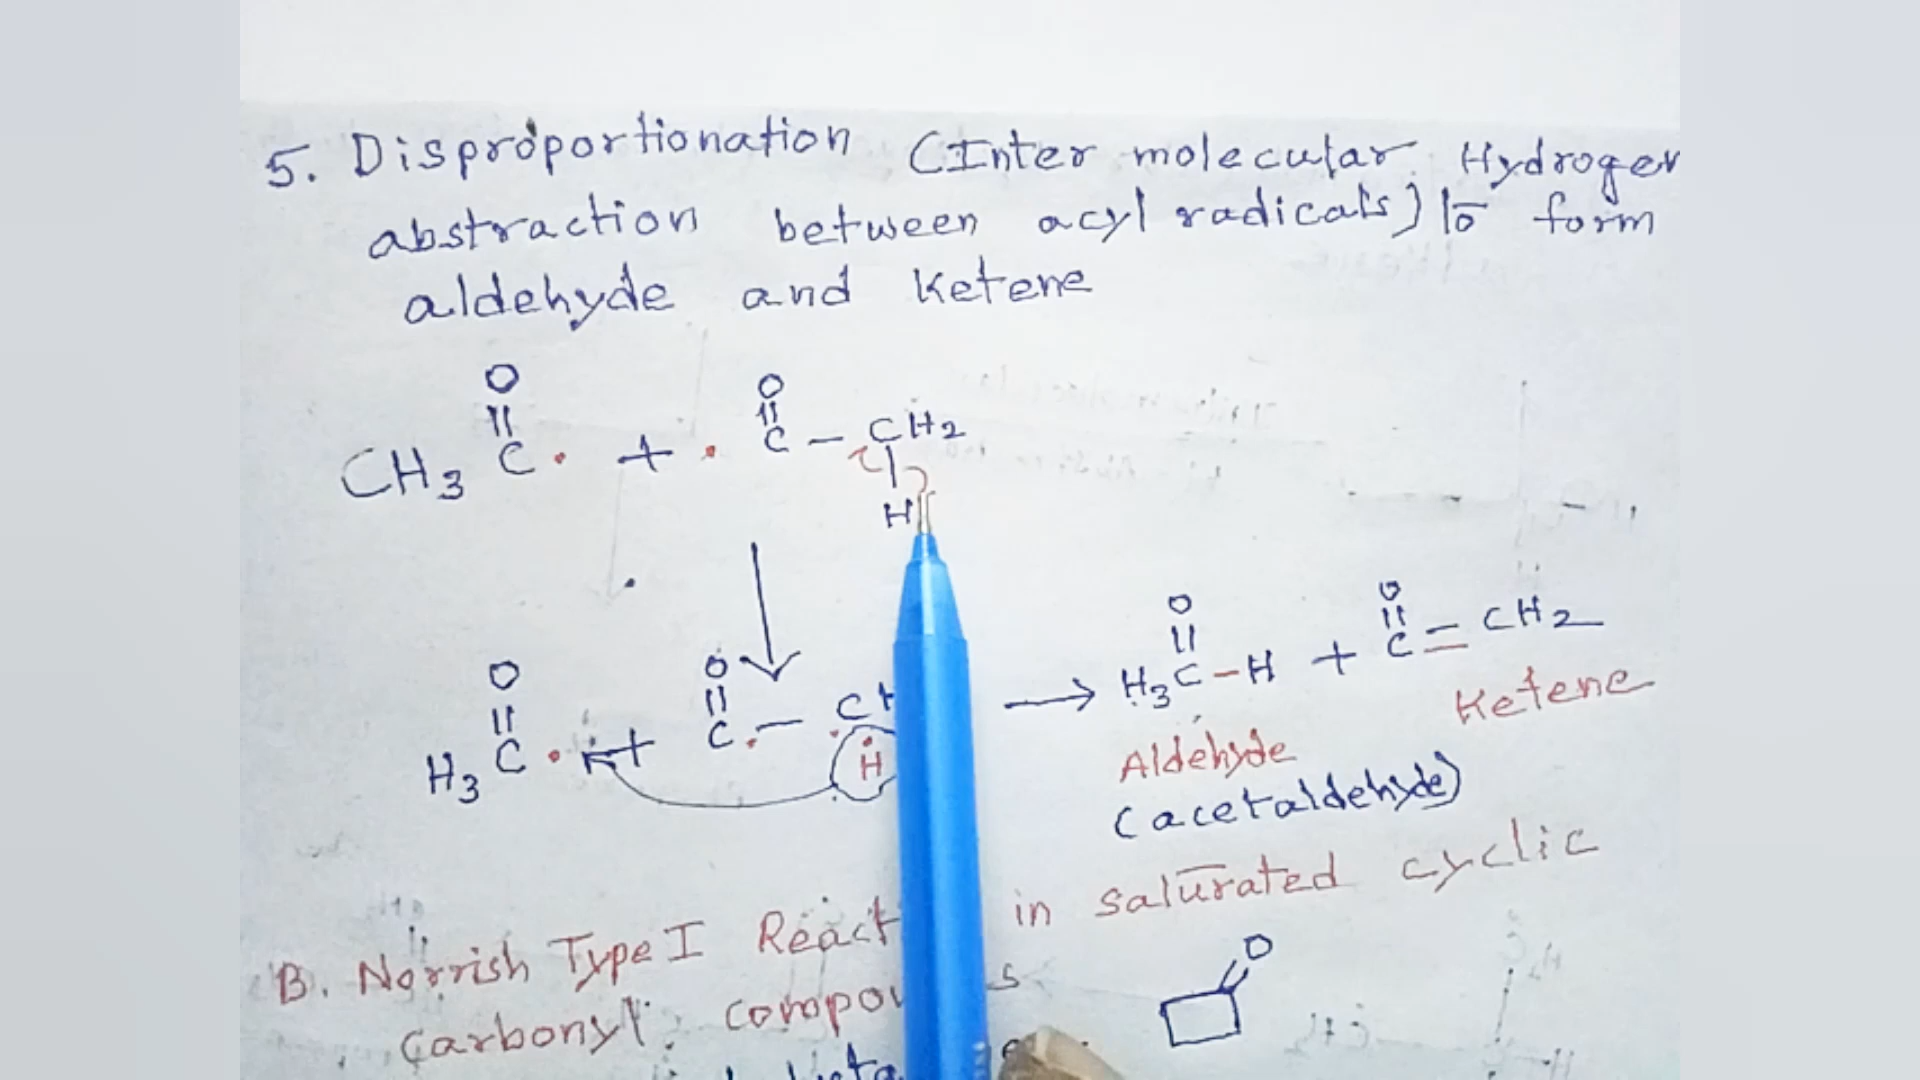 5. Disproportionation (Inter molecular Hydrogen
abstraction between acyl radicals) to form
aldehyde and Ketene
O O
|| ||
CH3 C· + ·C - CH2
|
H
O O O O
|| || || ||
H3C· + C·- C → H3C-H + C=CH2
H
Ketene
Aldehyde
(acetaldehyde)
B. Norrish Type I React in saturated cyclic
carbonyl compou s
O